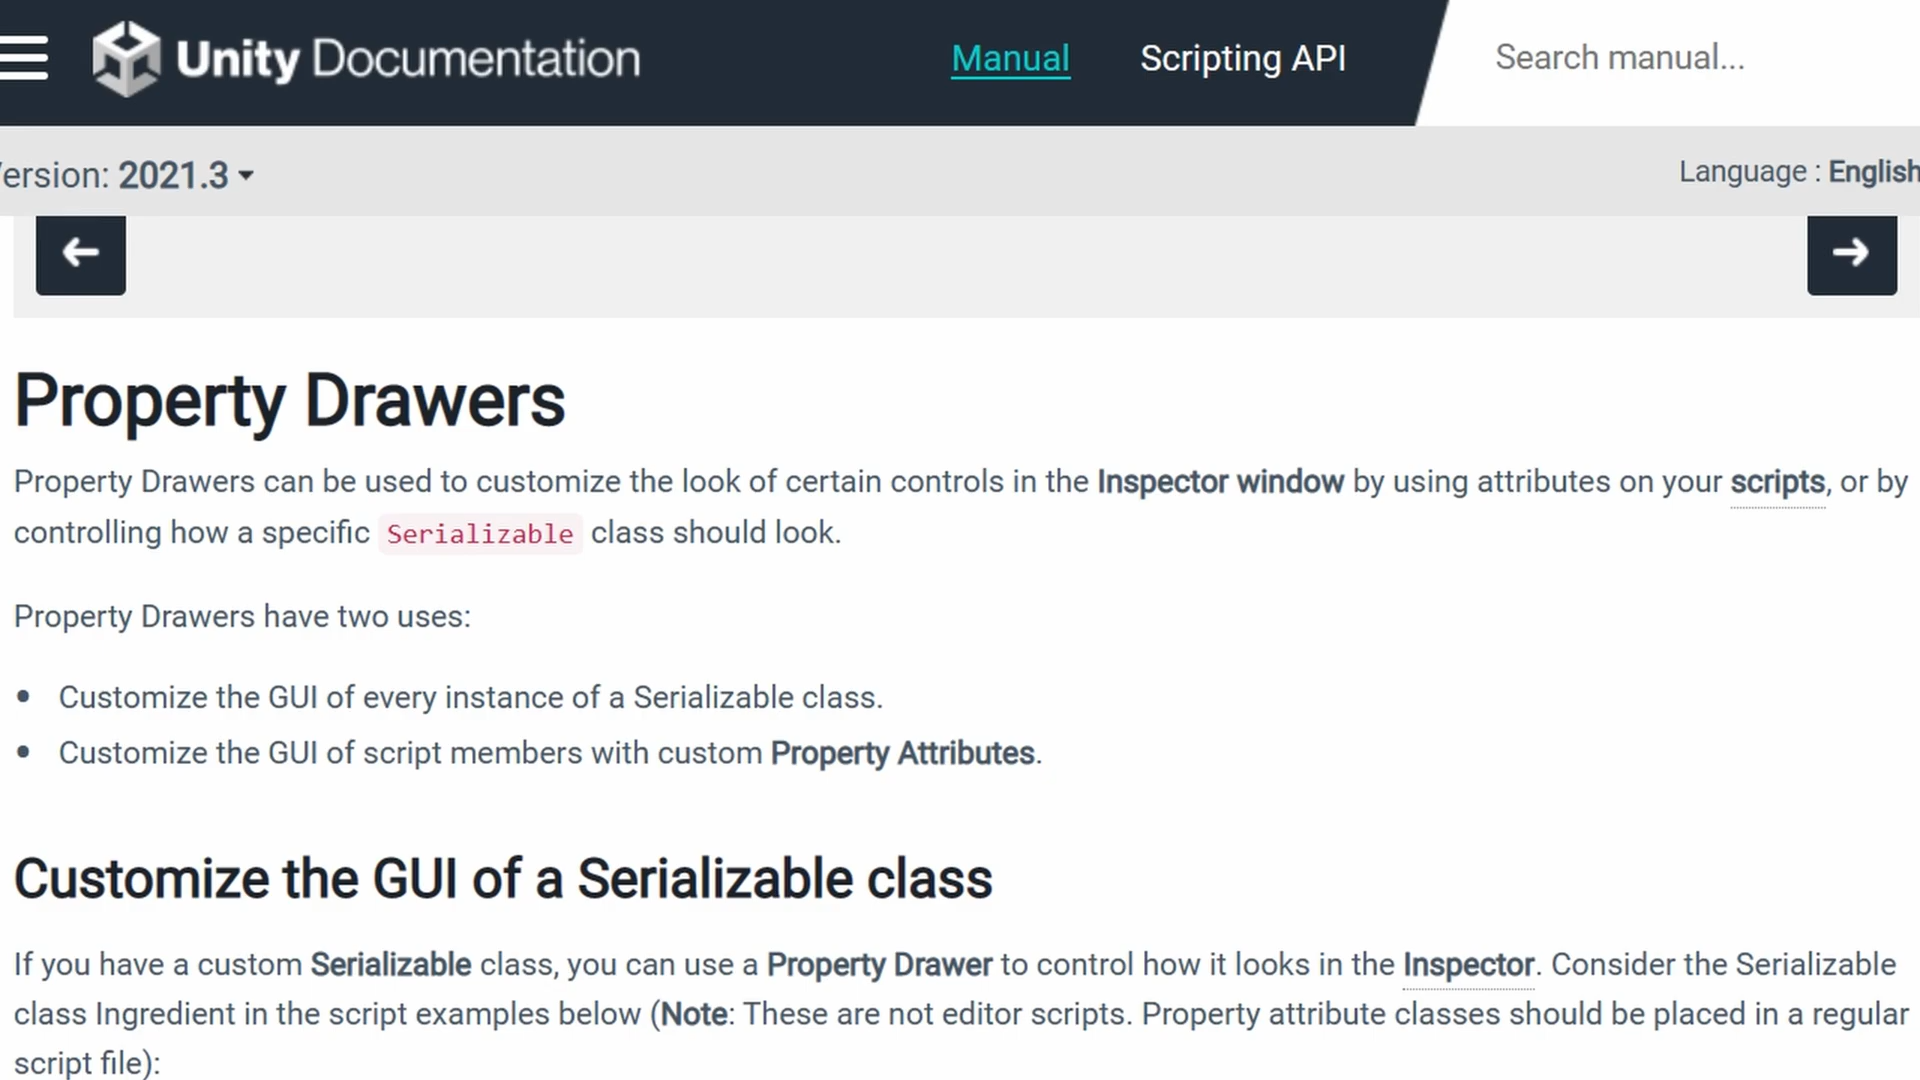 Unity Documentation
Manual
Scripting API
Search manual...
ersion: 2021.3
Language : English
Property Drawers
Property Drawers can be used to customize the look of certain controls in the Inspector window by using attributes on your scripts, or by
controlling how a specific Serializable class should look.
Property Drawers have two uses:
• Customize the GUI of every instance of a Serializable class.
• Customize the GUI of script members with custom Property Attributes.
Customize the GUI of a Serializable class
If you have a custom Serializable class, you can use a Property Drawer to control how it looks in the Inspector. Consider the Serializable
class Ingredient in the script examples below (Note: These are not editor scripts. Property attribute classes should be placed in a regular
script file):